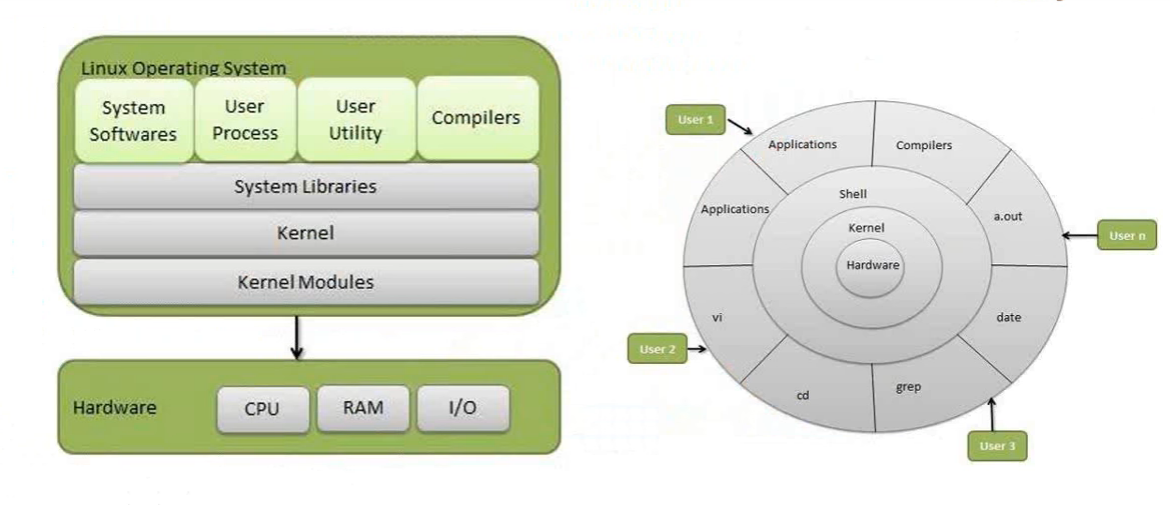 Linux Operating System
System
Softwares
User
Process
User
Utility
Compilers
System Libraries
Kernel
Kernel Modules
Hardware
CPU
RAM
I/O
User 1
Applications
Compilers
Applications
Shell
a.out
Kernel
User n
Hardware
vi
date
User 2
cd
grep
User 3